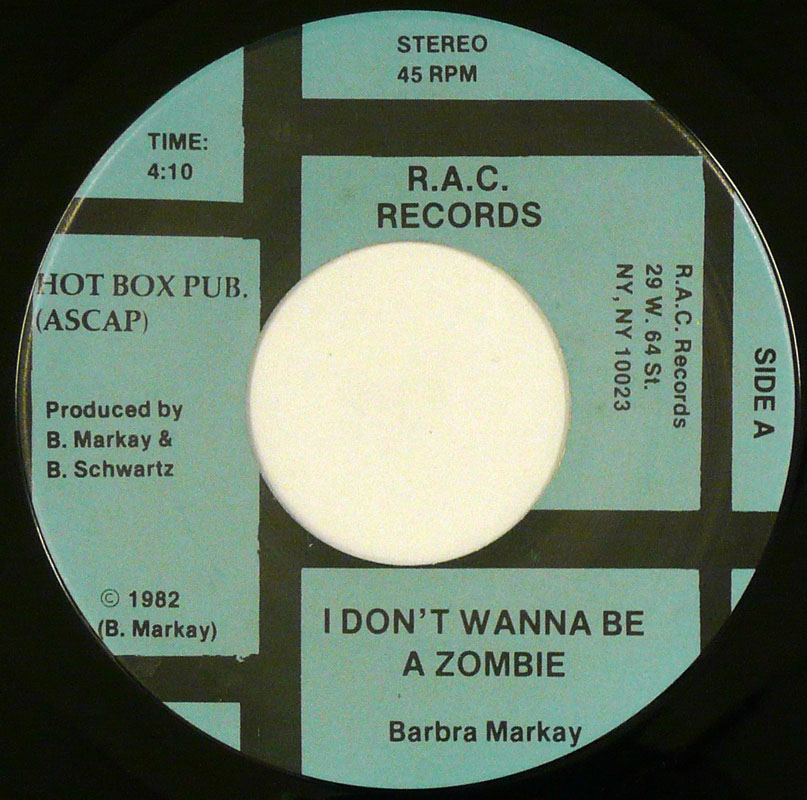 STEREO
45 RPM
TIME:
4:10
R.A.C.
RECORDS
HOT BOX PUB.
(ASCAP)
R.A.C. Records
29 W. 64 St.
NY, NY 10023
SIDE A
Produced by
B. Markay &
B. Schwartz
© 1982
(B. Markay)
I DON'T WANNA BE
A ZOMBIE
Barbra Markay